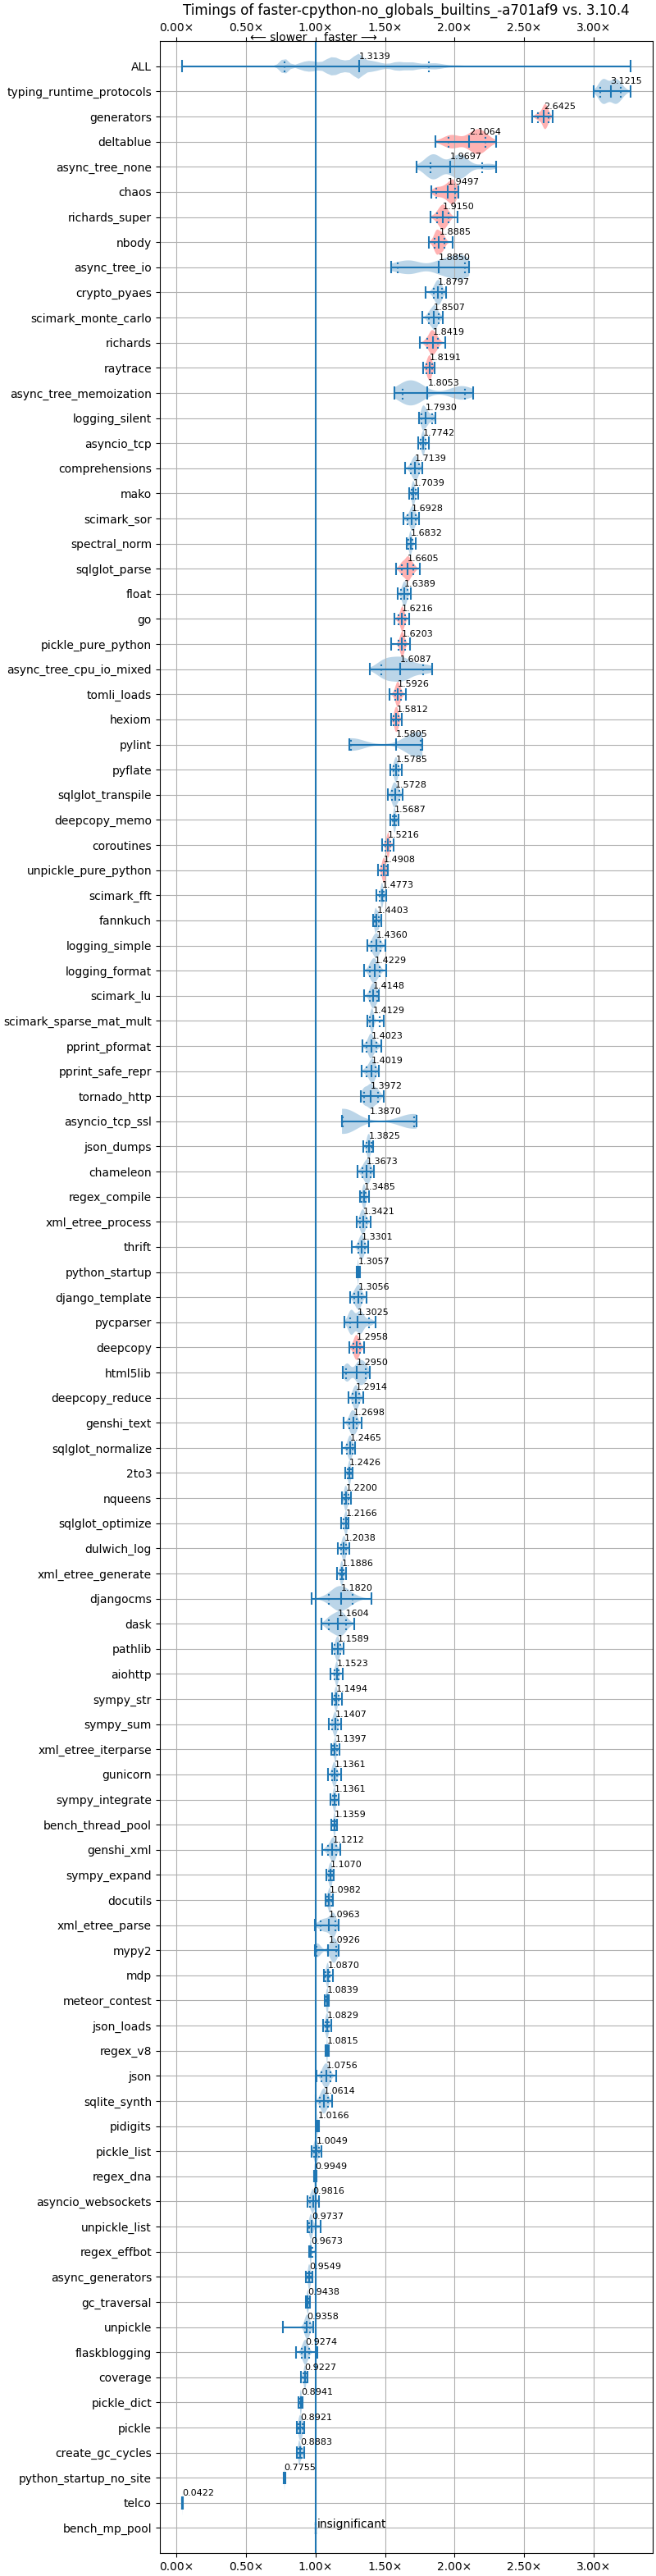 Timings of faster-cpython-no_globals_builtins_-a701af9 vs. 3.10.4
0.00× 0.50× 1.00× 1.50× 2.00× 2.50× 3.00×
⟵ slower faster ⟶
ALL 1.3139
typing_runtime_protocols 3.1215
generators 2.6425
deltablue 2.1064
async_tree_none 1.9697
chaos 1.9497
richards_super 1.9150
nbody 1.8885
async_tree_io 1.8850
crypto_pyaes 1.8797
scimark_monte_carlo 1.8507
richards 1.8419
raytrace 1.8191
async_tree_memoization 1.8053
logging_silent 1.7930
asyncio_tcp 1.7742
comprehensions 1.7139
mako 1.7039
scimark_sor 1.6928
spectral_norm 1.6832
sqlglot_parse 1.6605
float 1.6389
go 1.6216
pickle_pure_python 1.6203
async_tree_cpu_io_mixed 1.6087
tomli_loads 1.5926
hexiom 1.5812
pylint 1.5805
pyflate 1.5785
sqlglot_transpile 1.5728
deepcopy_memo 1.5687
coroutines 1.5216
unpickle_pure_python 1.4908
scimark_fft 1.4773
fannkuch 1.4403
logging_simple 1.4360
logging_format 1.4229
scimark_lu 1.4148
scimark_sparse_mat_mult 1.4129
pprint_pformat 1.4023
pprint_safe_repr 1.4019
tornado_http 1.3972
asyncio_tcp_ssl 1.3870
json_dumps 1.3825
chameleon 1.3673
regex_compile 1.3485
xml_etree_process 1.3421
thrift 1.3301
python_startup 1.3057
django_template 1.3056
pycparser 1.3025
deepcopy 1.2958
html5lib 1.2950
deepcopy_reduce 1.2914
genshi_text 1.2698
sqlglot_normalize 1.2465
2to3 1.2426
nqueens 1.2200
sqlglot_optimize 1.2166
dulwich_log 1.2038
xml_etree_generate 1.1886
djangocms 1.1820
dask 1.1604
pathlib 1.1589
aiohttp 1.1523
sympy_str 1.1494
sympy_sum 1.1407
xml_etree_iterparse 1.1397
gunicorn 1.1361
sympy_integrate 1.1361
bench_thread_pool 1.1359
genshi_xml 1.1212
sympy_expand 1.1070
docutils 1.0982
xml_etree_parse 1.0963
mypy2 1.0926
mdp 1.0870
meteor_contest 1.0839
json_loads 1.0829
regex_v8 1.0815
json 1.0756
sqlite_synth 1.0614
pidigits 1.0166
pickle_list 1.0049
regex_dna 0.9949
asyncio_websockets 0.9816
unpickle_list 0.9737
regex_effbot 0.9673
async_generators 0.9549
gc_traversal 0.9438
unpickle 0.9358
flaskblogging 0.9274
coverage 0.9227
pickle_dict 0.8941
pickle 0.8921
create_gc_cycles 0.8883
python_startup_no_site 0.7755
telco 0.0422
bench_mp_pool insignificant
0.00× 0.50× 1.00× 1.50× 2.00× 2.50× 3.00×